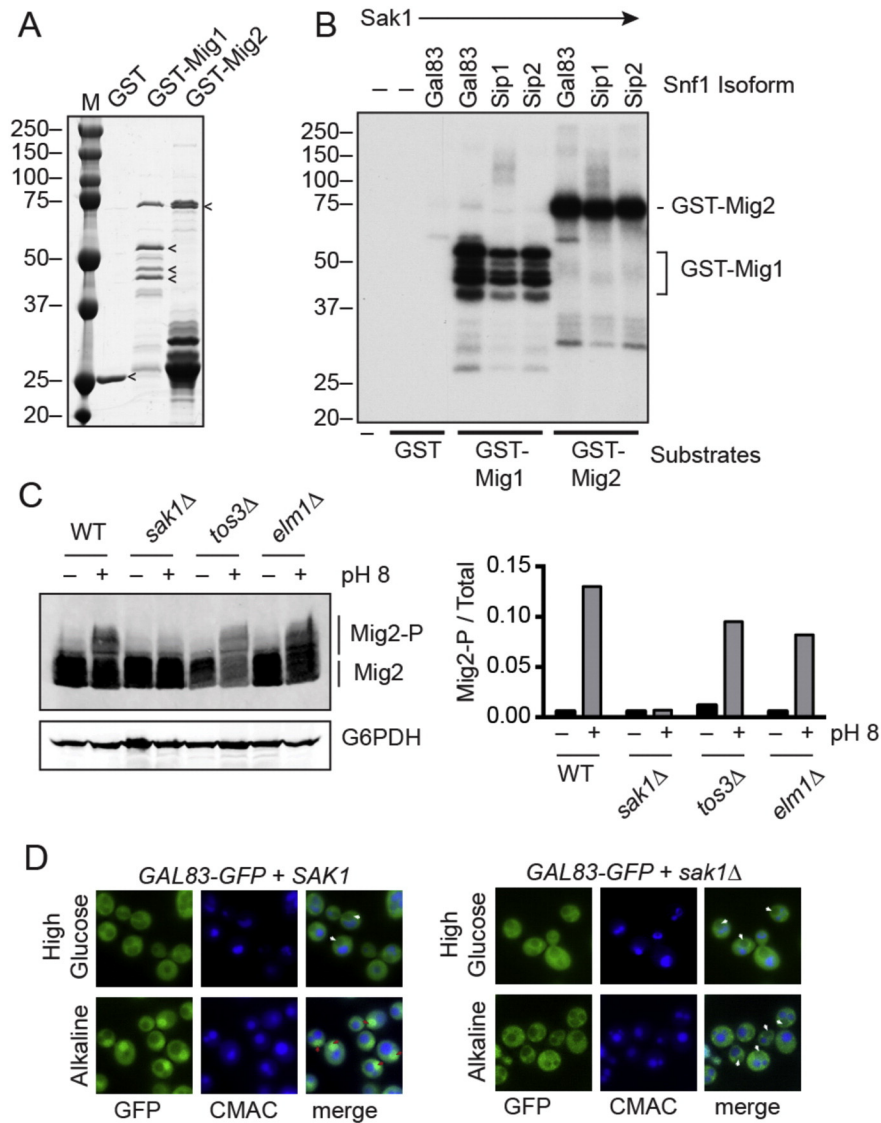 A
M GST GST-Mig1 GST-Mig2
250–
150–
100–
75–
50–
37–
25–
20–
<
<
<
<
<
B
Sak1
– – Gal83 Gal83 Sip1 Sip2 Gal83 Sip1 Sip2 Snf1 Isoform
250–
150–
100–
75–
50–
37–
25–
20–
- GST-Mig2
GST-Mig1
– GST GST-Mig1 GST-Mig2 Substrates
C
WT sak1Δ tos3Δ elm1Δ
– + – + – + – + pH 8
Mig2-P
Mig2
G6PDH
Mig2-P / Total
0.15
0.10
0.05
0.00
– + – + – + – + pH 8
WT sak1Δ tos3Δ elm1Δ
D
GAL83-GFP + SAK1
High Glucose
Alkaline
GFP CMAC merge
GAL83-GFP + sak1Δ
High Glucose
Alkaline
GFP CMAC merge